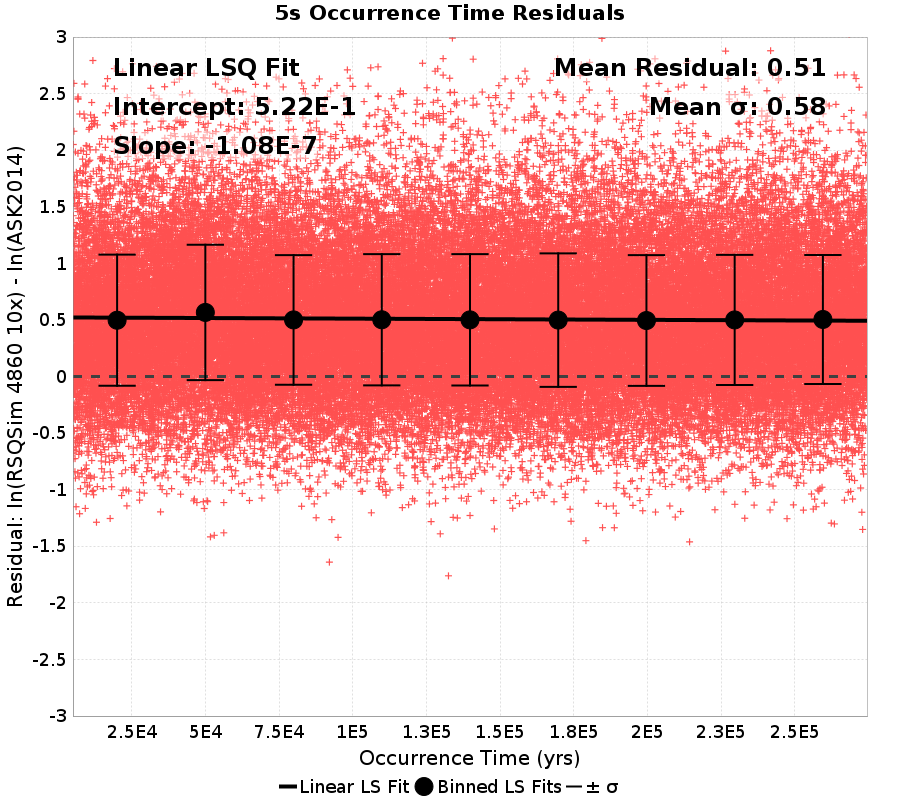 5s Occurrence Time Residuals
Linear LSQ Fit
Intercept: 5.22E-1
Slope: -1.08E-7
Mean Residual: 0.51
Mean σ: 0.58
Residual: ln(RSQSim 4860 10x) - ln(ASK2014)
3
2.5
2
1.5
1
0.5
0
-0.5
-1
-1.5
-2
-2.5
-3
2.5E4 5E4 7.5E4 1E5 1.3E5 1.5E5 1.8E5 2E5 2.3E5 2.5E5
Occurrence Time (yrs)
Linear LS Fit Binned LS Fits ± σ